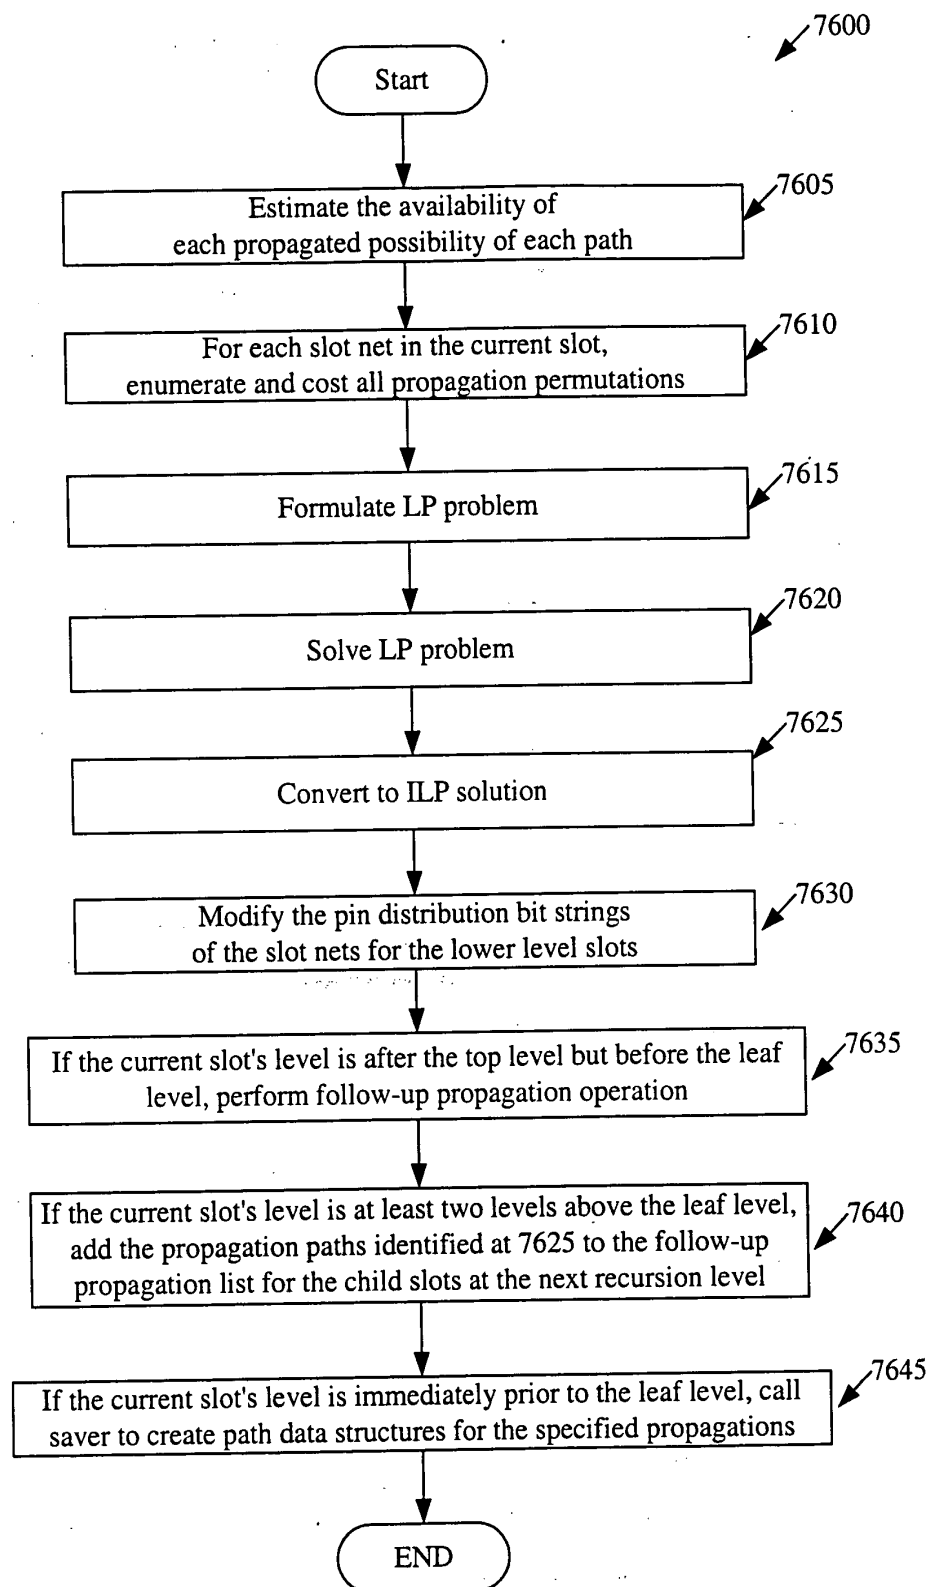 7600
Start
7605
Estimate the availability of
each propagated possibility of each path
7610
For each slot net in the current slot,
enumerate and cost all propagation permutations
7615
Formulate LP problem
7620
Solve LP problem
7625
Convert to ILP solution
7630
Modify the pin distribution bit strings
of the slot nets for the lower level slots
7635
If the current slot's level is after the top level but before the leaf
level, perform follow-up propagation operation
7640
If the current slot's level is at least two levels above the leaf level,
add the propagation paths identified at 7625 to the follow-up
propagation list for the child slots at the next recursion level
7645
If the current slot's level is immediately prior to the leaf level, call
saver to create path data structures for the specified propagations
END